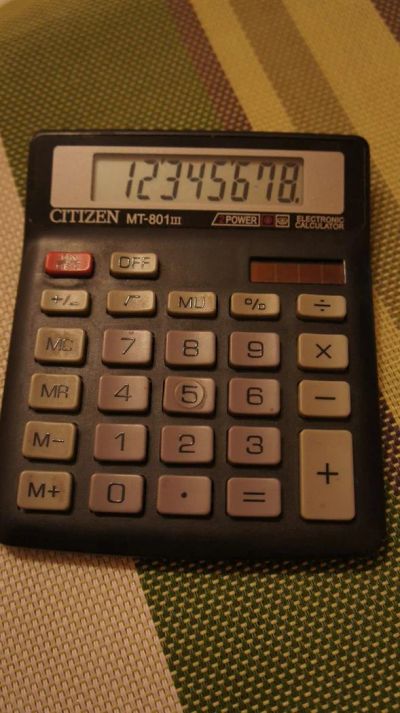 12345678.
CITIZEN MT-801III 2POWER ELECTRONIC CALCULATOR
OFF
+/- √ MU % ÷
MC 7 8 9 ×
MR 4 5 6 −
M− 1 2 3
M+ 0 . = +